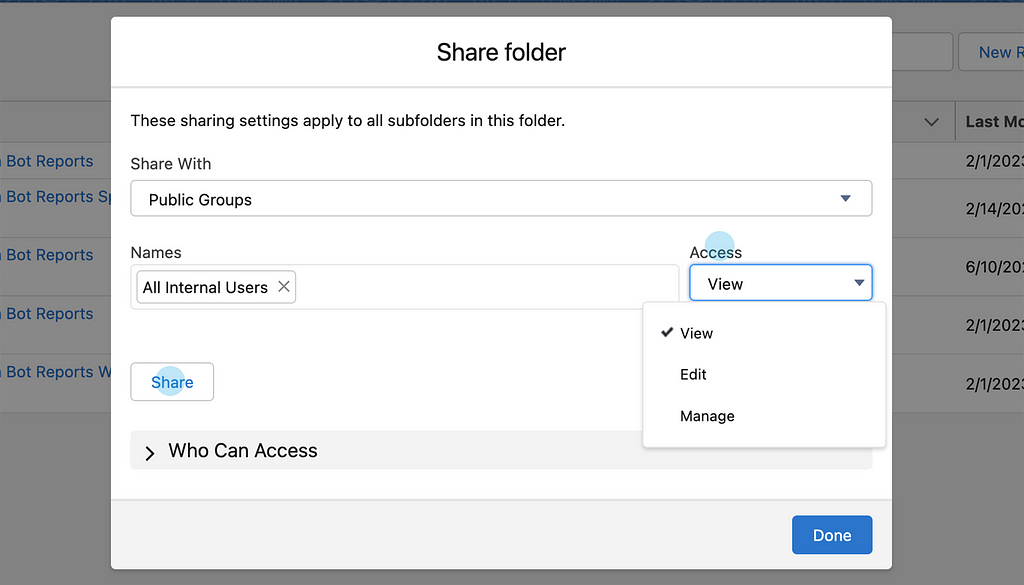 Share folder
New R
These sharing settings apply to all subfolders in this folder.
Share With
Public Groups
Names
Access
All Internal Users
View
View
Edit
Manage
Share
Who Can Access
Done
Last Mo
Bot Reports
2/1/2023
Bot Reports Sp
2/14/202
Bot Reports
6/10/202
Bot Reports
2/1/2023
Bot Reports W
2/1/2023